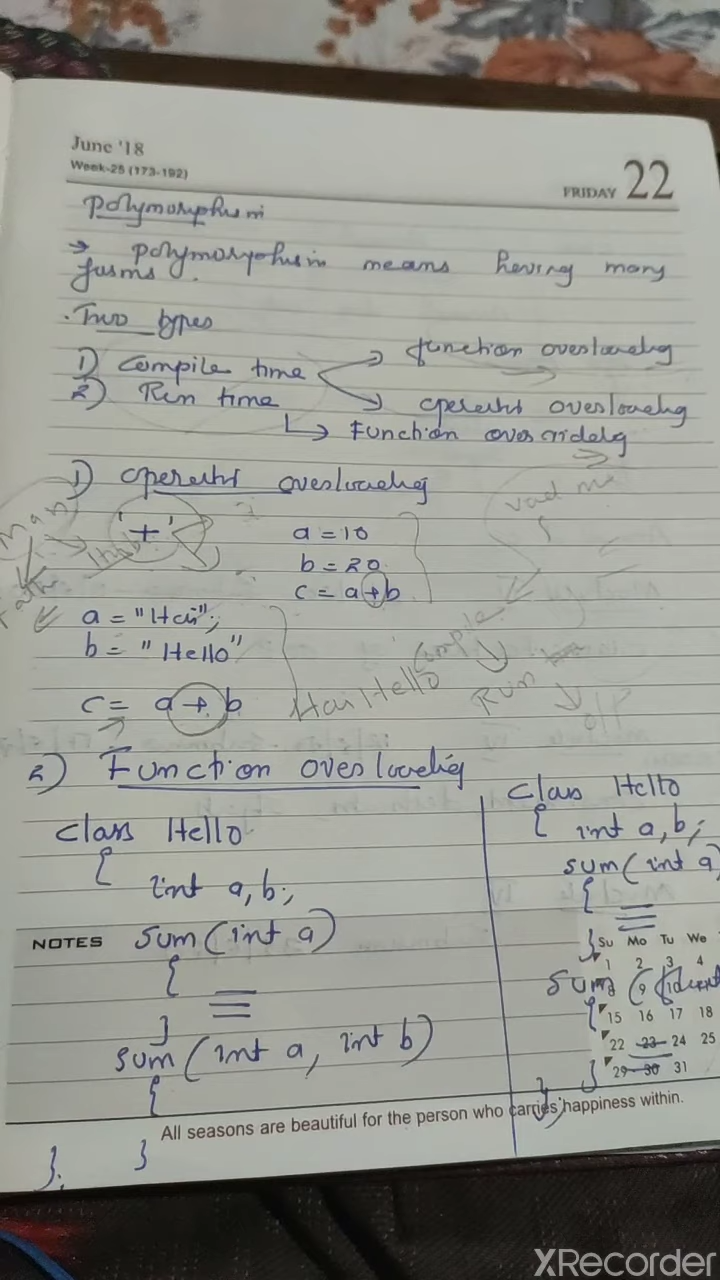 June '18
Week-25 (173-192)
FRIDAY 22
Polymorphism
→ Polymorphism means having many
forms.
. Two types
1) Compile time → function overloading
2) Run time → operator overloading
↳ Function overriding
1) operator overloading
'+'
a = 10
b = 20
c = a + b
a = "Hai";
b = "Hello"
c = a + b
HaiHello
Compile
Run
O/P
2) Function overloading
class Hello
{
int a, b;
sum (int a)
{
}
sum (int a, int b)
{
}
};
class Hello
{ int a, b;
sum (int a)
{
}
sum (
{
}
};
NOTES
Su Mo Tu We
1 2 3 4
9
15 16 17 18
22 23 24 25
29 30 31
All seasons are beautiful for the person who carries happiness within.
XRecorder